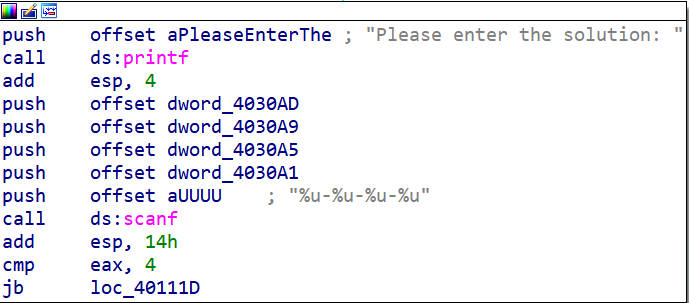 push offset aPleaseEnterThe ; "Please enter the solution: "
call ds:printf
add esp, 4
push offset dword_4030AD
push offset dword_4030A9
push offset dword_4030A5
push offset dword_4030A1
push offset aUUUU ; "%u-%u-%u-%u"
call ds:scanf
add esp, 14h
cmp eax, 4
jb loc_40111D